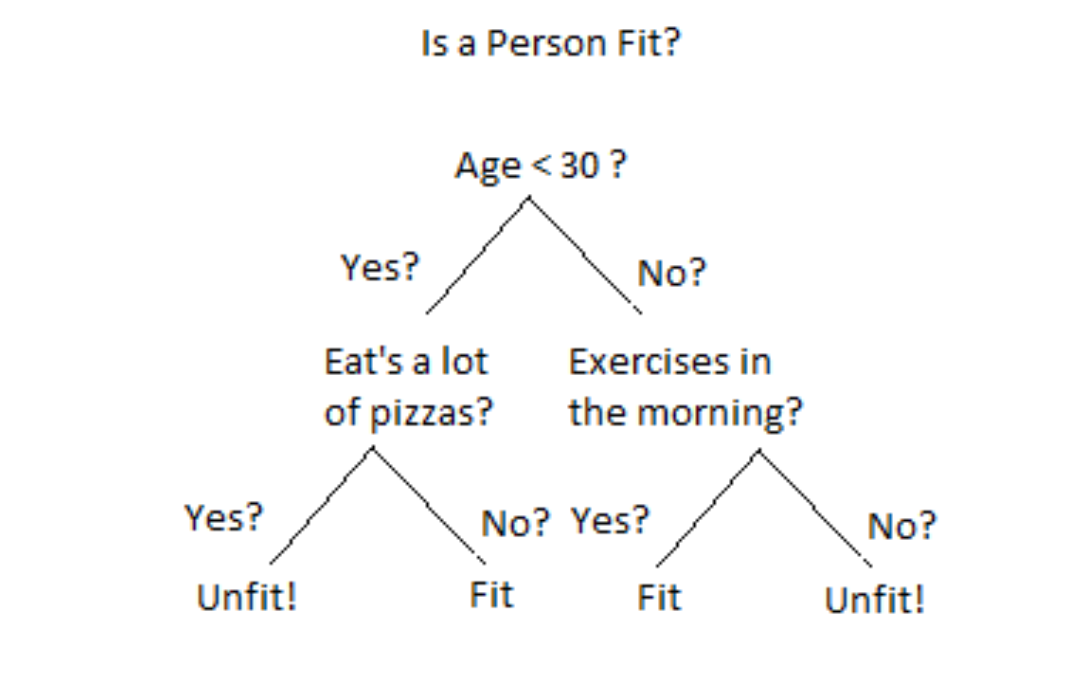 Is a Person Fit?
Age < 30 ?
Yes?
No?
Eat's a lot
of pizzas?
Exercises in
the morning?
Yes?
No?
Yes?
No?
Unfit!
Fit
Fit
Unfit!